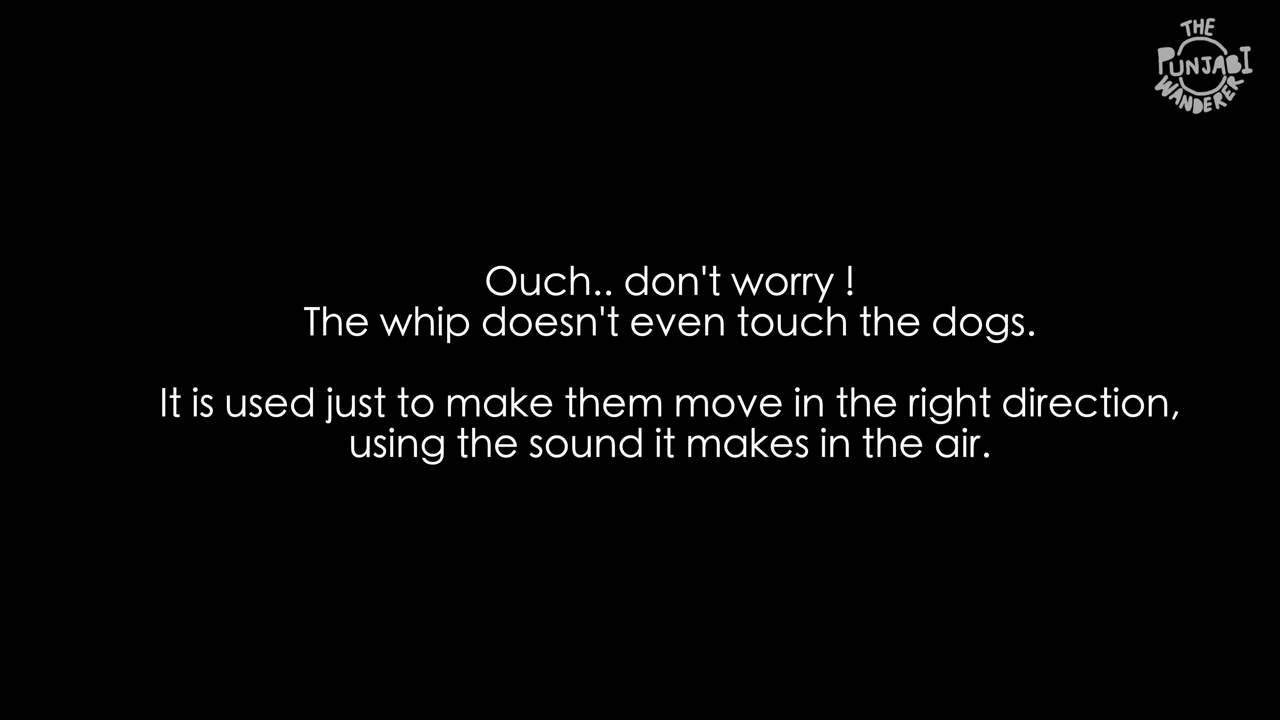 THE
PUNJABI
WANDERER
Ouch.. don't worry !
The whip doesn't even touch the dogs.
It is used just to make them move in the right direction,
using the sound it makes in the air.